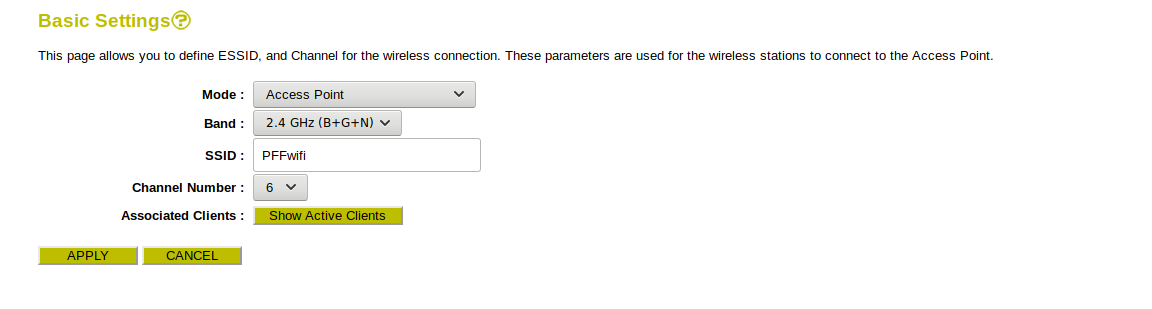 Basic Settings?
This page allows you to define ESSID, and Channel for the wireless connection. These parameters are used for the wireless stations to connect to the Access Point.
Mode : Access Point
Band : 2.4 GHz (B+G+N)
SSID : PFFwifi
Channel Number : 6
Associated Clients : Show Active Clients
APPLY CANCEL